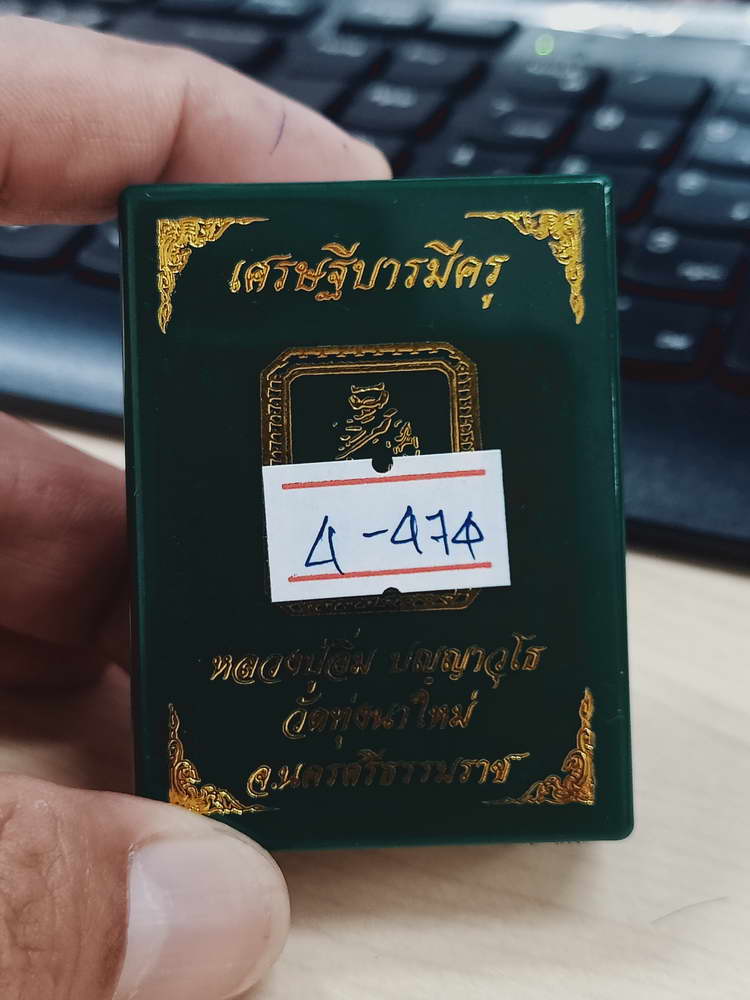 เศรษฐีบารมีครู
4-474
หลวงปู่อิ่ม ปญฺญาวุโธ
วัดทุ่งนาใหม่
จ.นครศรีธรรมราช